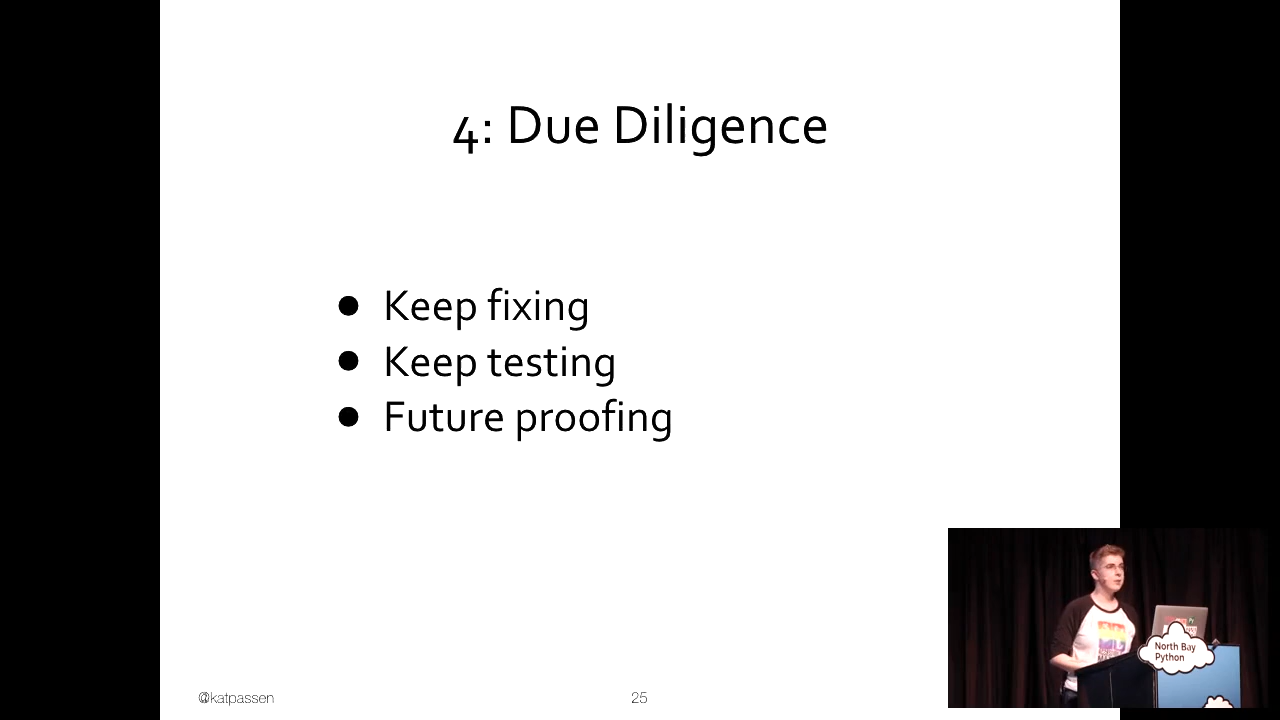 4: Due Diligence
● Keep fixing
● Keep testing
● Future proofing
@katpassen
25
North Bay
Python